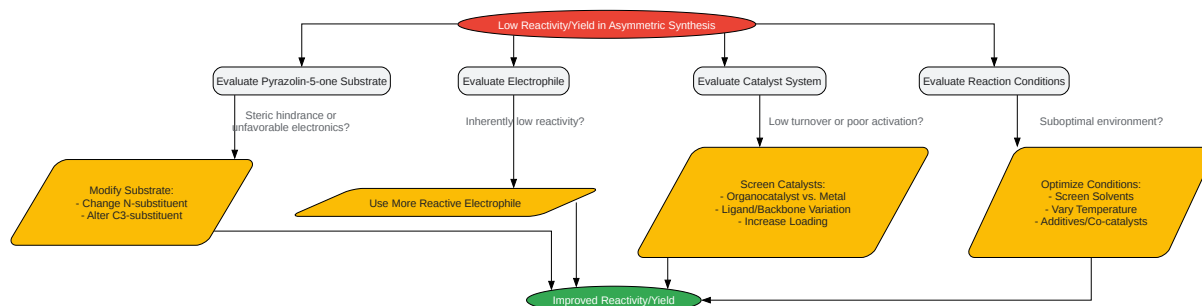 Low Reactivity/Yield in Asymmetric Synthesis
Evaluate Pyrazolin-5-one Substrate
Evaluate Electrophile
Evaluate Catalyst System
Evaluate Reaction Conditions
Steric hindrance or
unfavorable electronics?
Inherently low reactivity?
Low turnover or poor activation?
Suboptimal environment?
Modify Substrate:
- Change N-substituent
- Alter C3-substituent
Use More Reactive Electrophile
Screen Catalysts:
- Organocatalyst vs. Metal
- Ligand/Backbone Variation
- Increase Loading
Optimize Conditions:
- Screen Solvents
- Vary Temperature
- Additives/Co-catalysts
Improved Reactivity/Yield